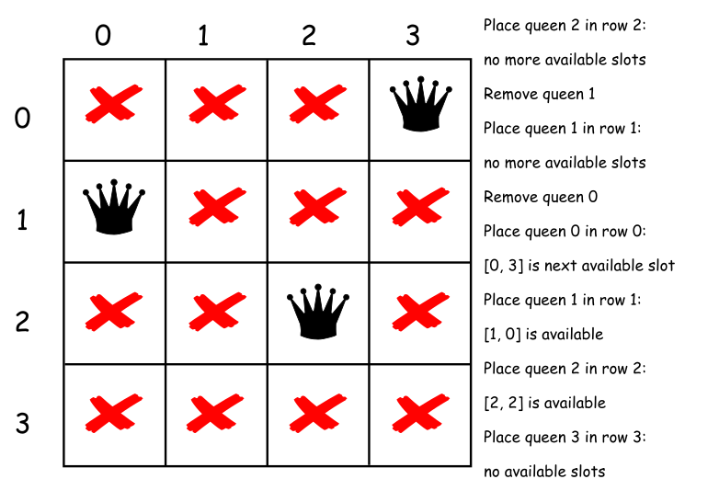 0 1 2 3
0
1
2
3
Place queen 2 in row 2:
no more available slots
Remove queen 1
Place queen 1 in row 1:
no more available slots
Remove queen 0
Place queen 0 in row 0:
[0, 3] is next available slot
Place queen 1 in row 1:
[1, 0] is available
Place queen 2 in row 2:
[2, 2] is available
Place queen 3 in row 3:
no available slots